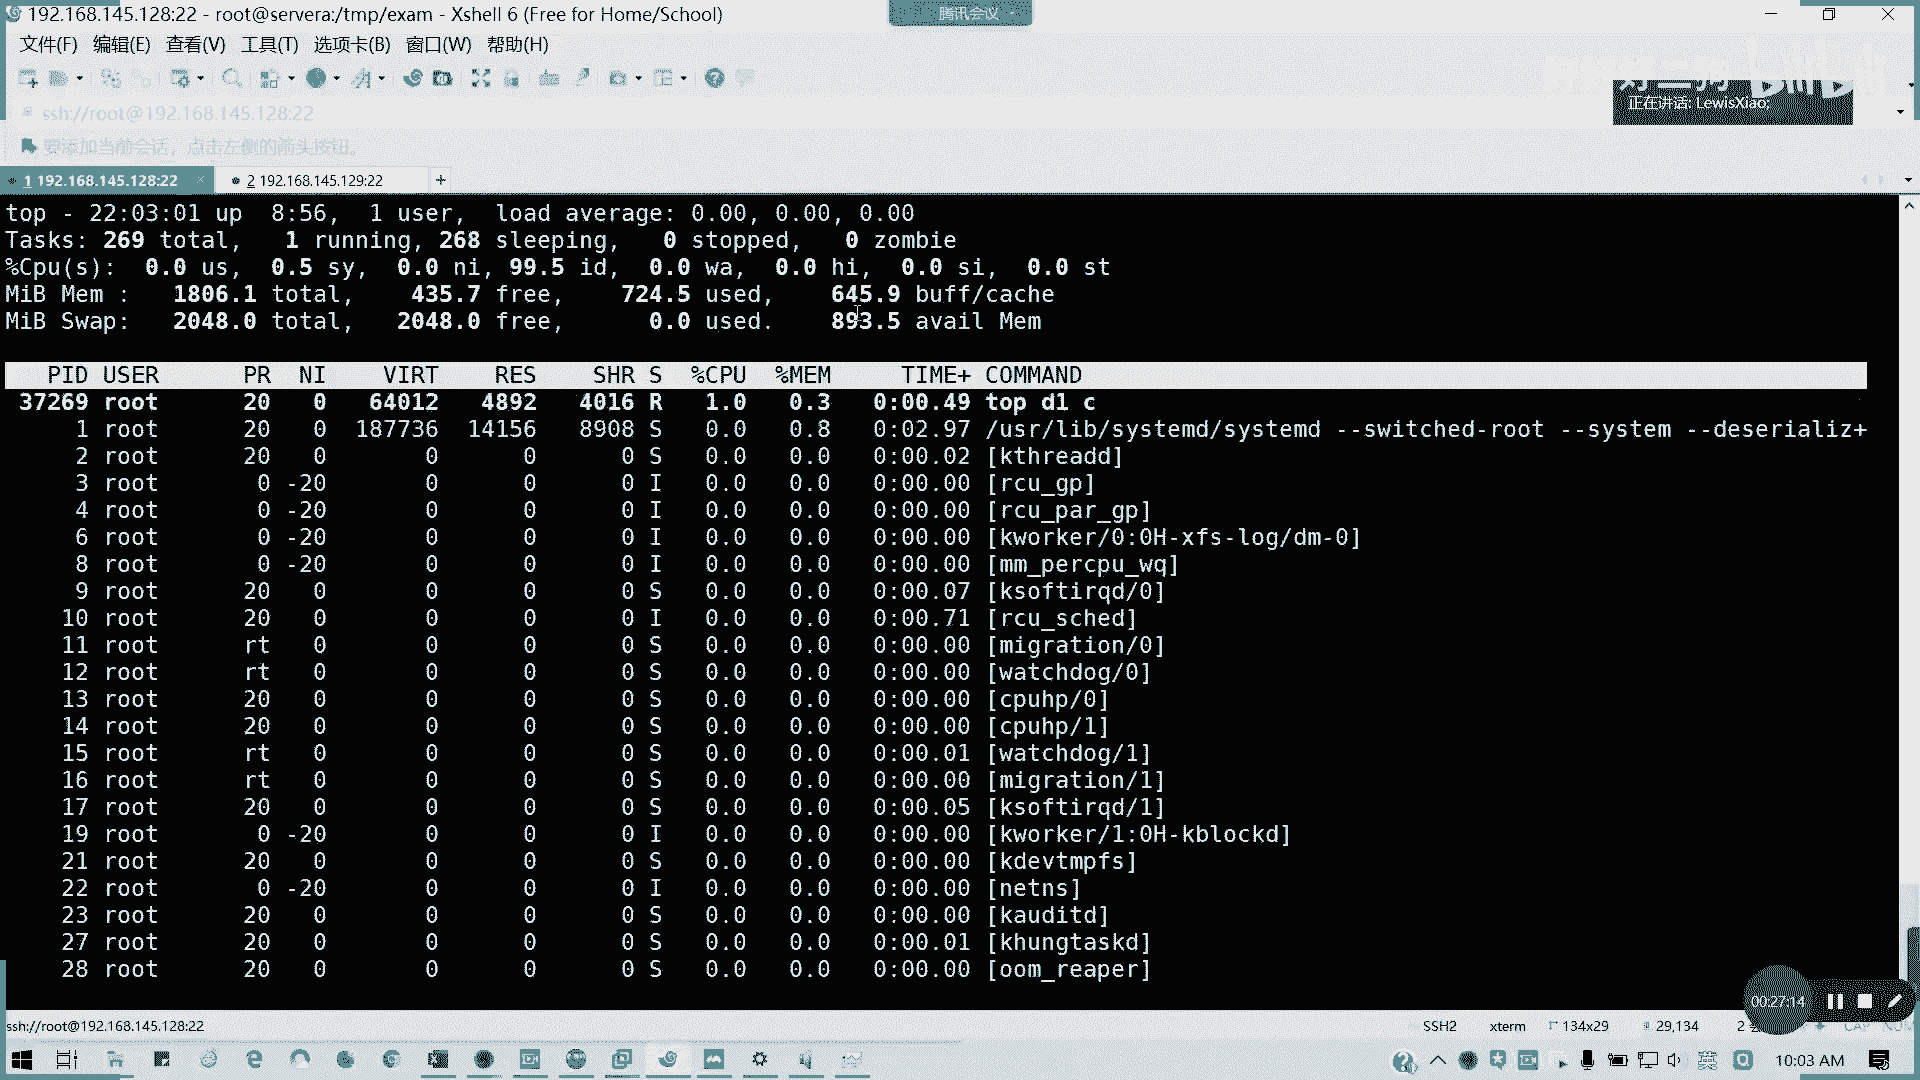 192.168.145.128:22 - root@servera:/tmp/exam - Xshell 6 (Free for Home/School)
腾讯会议
文件(F) 编辑(E) 查看(V) 工具(T) 选项卡(B) 窗口(W) 帮助(H)
正在讲话: LewisXiao;
ssh://root@192.168.145.128:22
要添加当前会话，点击左侧的箭头按钮。
1 192.168.145.128:22 × 2 192.168.145.129:22 +
top - 22:03:01 up  8:56,  1 user,  load average: 0.00, 0.00, 0.00
Tasks: 269 total,   1 running, 268 sleeping,   0 stopped,   0 zombie
%Cpu(s):  0.0 us,  0.5 sy,  0.0 ni, 99.5 id,  0.0 wa,  0.0 hi,  0.0 si,  0.0 st
MiB Mem :   1806.1 total,    435.7 free,    724.5 used,    645.9 buff/cache
MiB Swap:   2048.0 total,   2048.0 free,      0.0 used.    893.5 avail Mem
PID USER      PR  NI    VIRT    RES    SHR S  %CPU  %MEM     TIME+ COMMAND
37269 root      20   0   64012   4892   4016 R   1.0   0.3   0:00.49 top d1 c
1 root      20   0  187736  14156   8908 S   0.0   0.8   0:02.97 /usr/lib/systemd/systemd --switched-root --system --deserializ+
2 root      20   0       0      0      0 S   0.0   0.0   0:00.02 [kthreadd]
3 root       0 -20       0      0      0 I   0.0   0.0   0:00.00 [rcu_gp]
4 root       0 -20       0      0      0 I   0.0   0.0   0:00.00 [rcu_par_gp]
6 root       0 -20       0      0      0 I   0.0   0.0   0:00.00 [kworker/0:0H-xfs-log/dm-0]
8 root       0 -20       0      0      0 I   0.0   0.0   0:00.00 [mm_percpu_wq]
9 root      20   0       0      0      0 S   0.0   0.0   0:00.07 [ksoftirqd/0]
10 root      20   0       0      0      0 I   0.0   0.0   0:00.71 [rcu_sched]
11 root      rt   0       0      0      0 S   0.0   0.0   0:00.00 [migration/0]
12 root      rt   0       0      0      0 S   0.0   0.0   0:00.00 [watchdog/0]
13 root      20   0       0      0      0 S   0.0   0.0   0:00.00 [cpuhp/0]
14 root      20   0       0      0      0 S   0.0   0.0   0:00.00 [cpuhp/1]
15 root      rt   0       0      0      0 S   0.0   0.0   0:00.01 [watchdog/1]
16 root      rt   0       0      0      0 S   0.0   0.0   0:00.00 [migration/1]
17 root      20   0       0      0      0 S   0.0   0.0   0:00.05 [ksoftirqd/1]
19 root       0 -20       0      0      0 I   0.0   0.0   0:00.00 [kworker/1:0H-kblockd]
21 root      20   0       0      0      0 S   0.0   0.0   0:00.00 [kdevtmpfs]
22 root       0 -20       0      0      0 I   0.0   0.0   0:00.00 [netns]
23 root      20   0       0      0      0 S   0.0   0.0   0:00.00 [kauditd]
27 root      20   0       0      0      0 S   0.0   0.0   0:00.01 [khungtaskd]
28 root      20   0       0      0      0 S   0.0   0.0   0:00.00 [oom_reaper]
00:27:14
ssh://root@192.168.145.128:22 SSH2 xterm 134x29 29,134 2 CAP NUM
英 10:03 AM